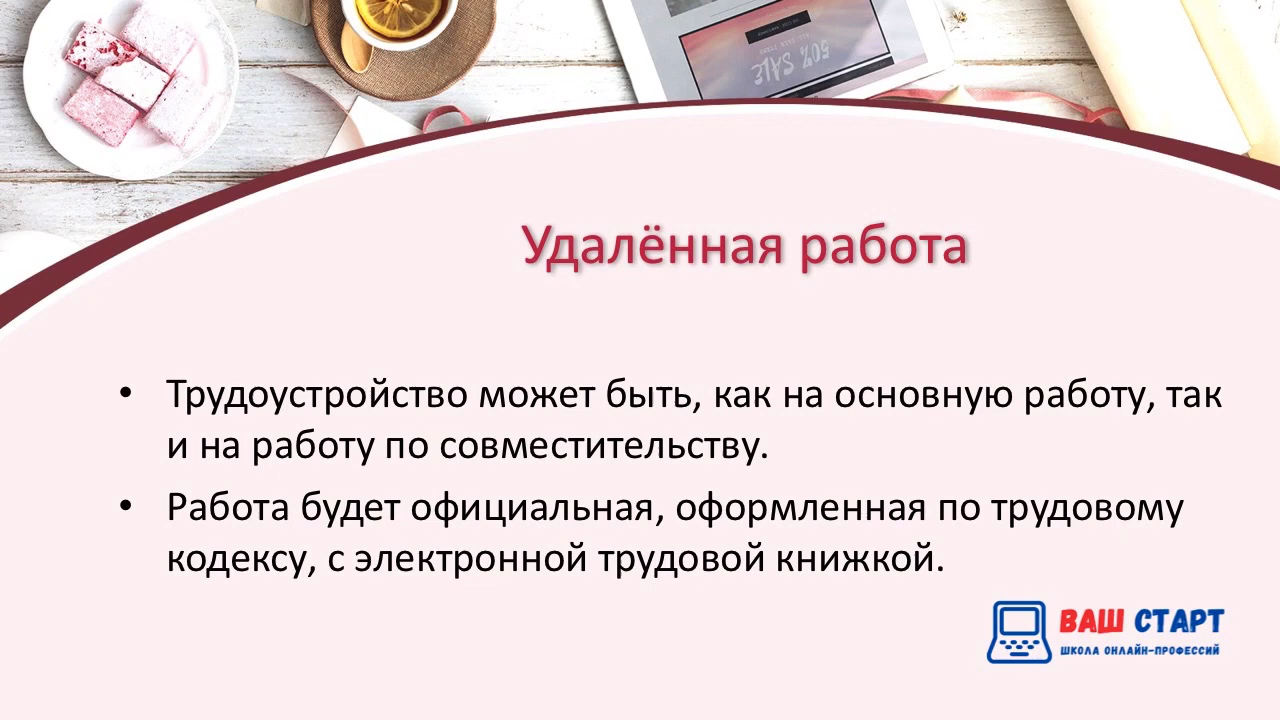 50% SALE
Удалённая работа
• Трудоустройство может быть, как на основную работу, так
и на работу по совместительству.
• Работа будет официальная, оформленная по трудовому
кодексу, с электронной трудовой книжкой.
ВАШ СТАРТ
ШКОЛА ОНЛАЙН-ПРОФЕССИЙ